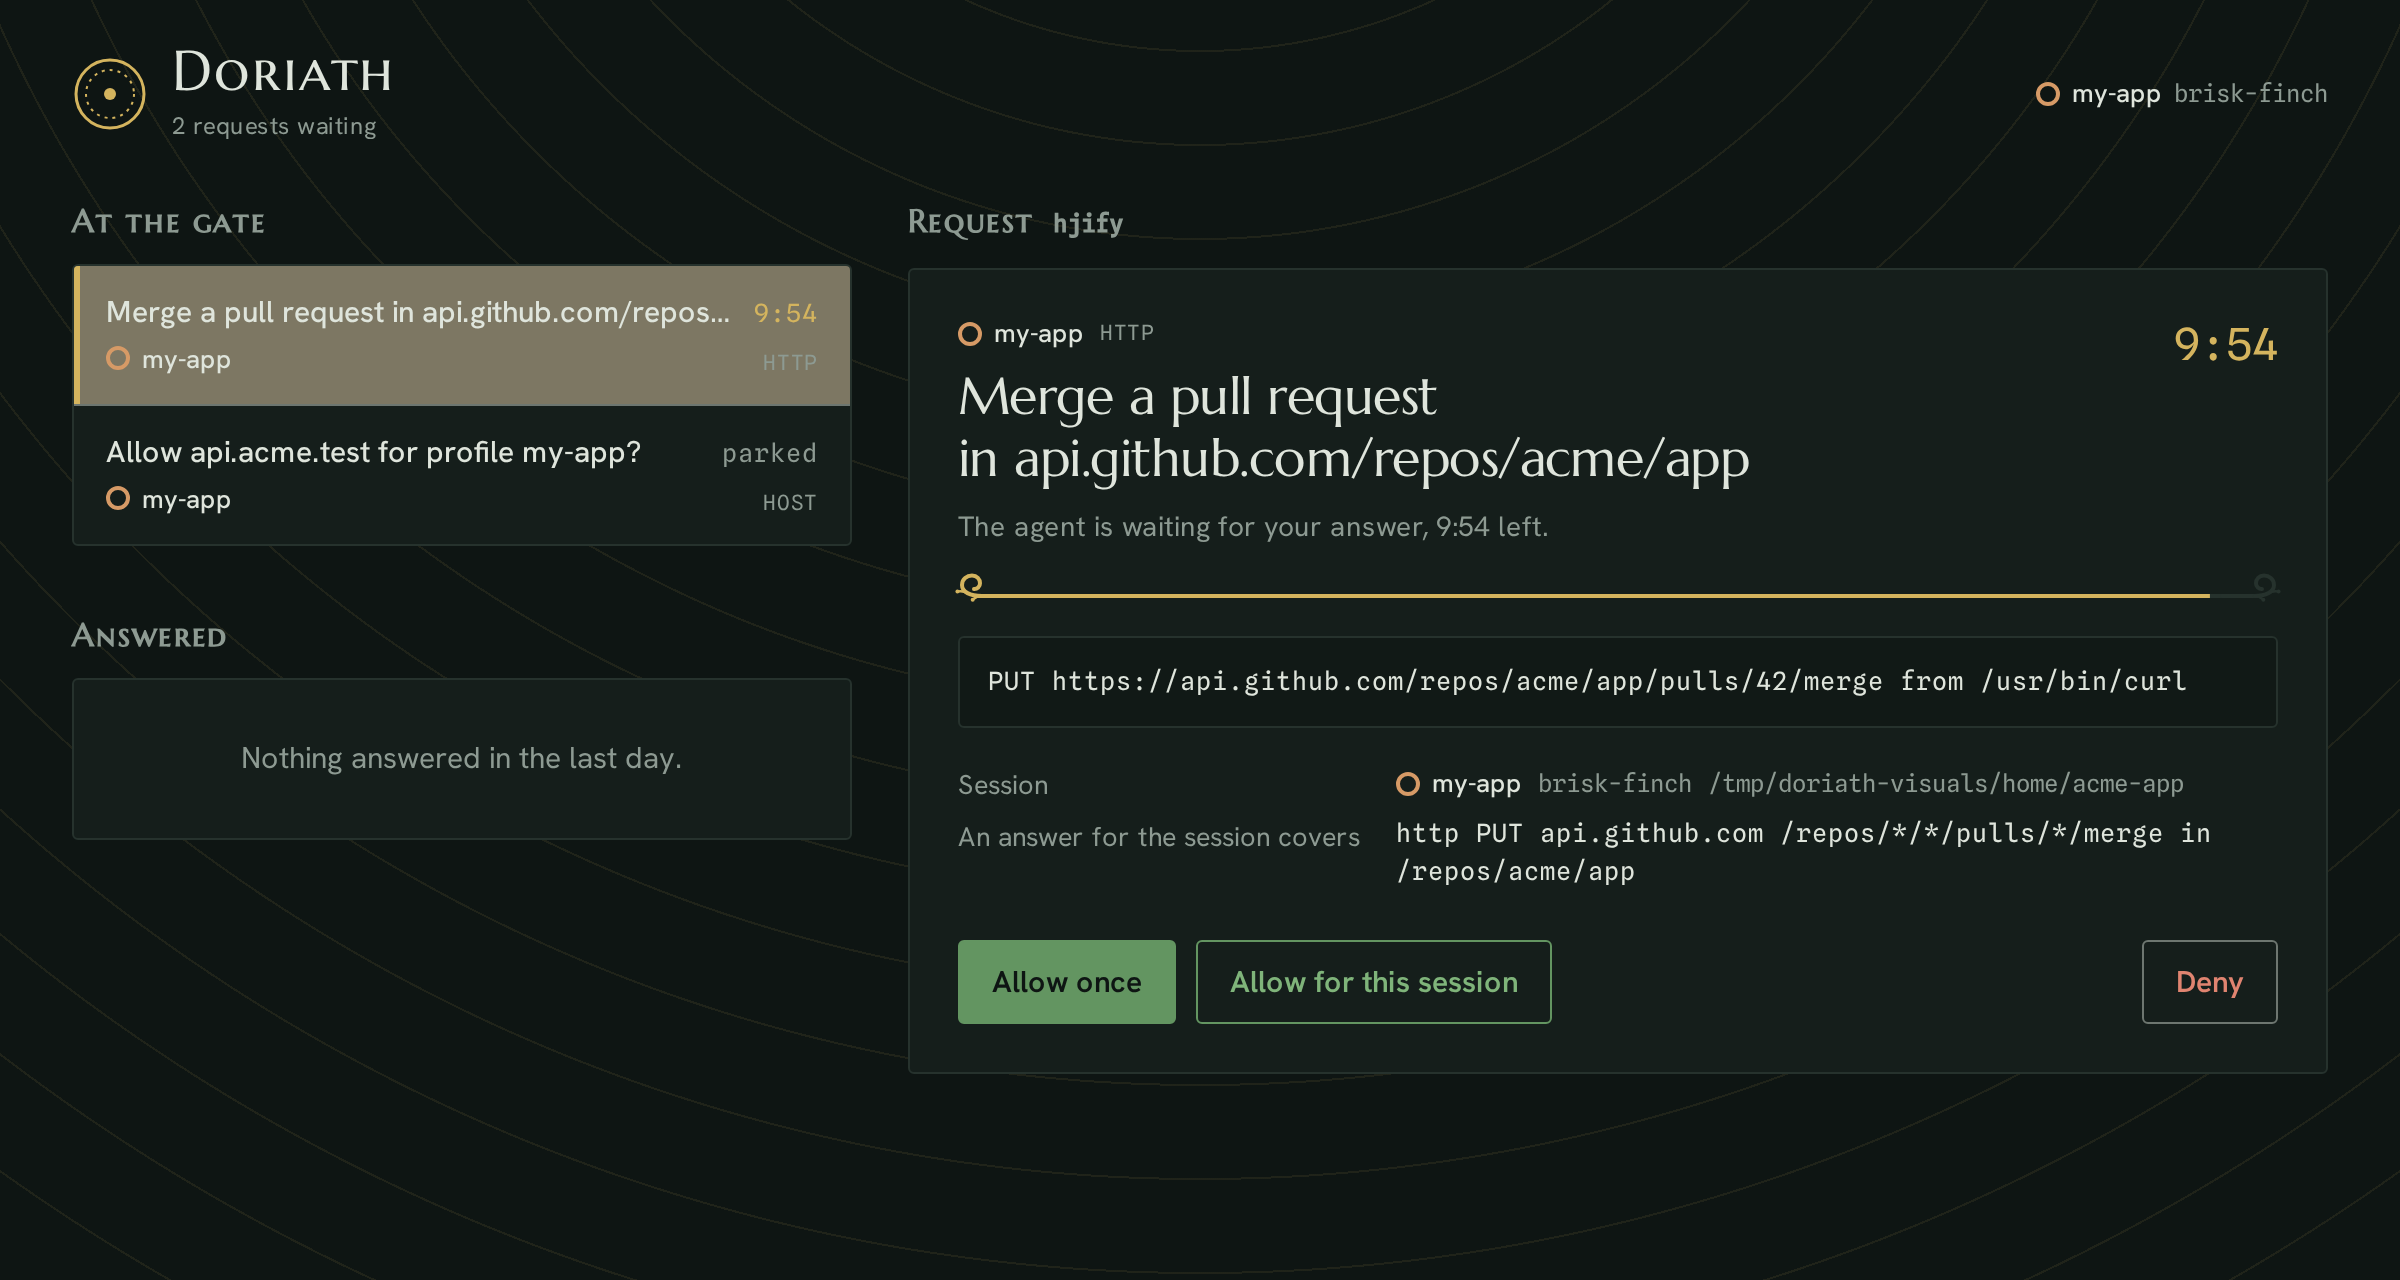 Doriath
2 requests waiting
my-app brisk-finch
At the gate
Merge a pull request in api.github.com/repos... 9:54
my-app HTTP
Allow api.acme.test for profile my-app? parked
my-app HOST
Answered
Nothing answered in the last day.
Request hjify
my-app HTTP
9:54
Merge a pull request
in api.github.com/repos/acme/app
The agent is waiting for your answer, 9:54 left.
PUT https://api.github.com/repos/acme/app/pulls/42/merge from /usr/bin/curl
Session my-app brisk-finch /tmp/doriath-visuals/home/acme-app
An answer for the session covers http PUT api.github.com /repos/*/*/pulls/*/merge in
/repos/acme/app
Allow once Allow for this session Deny